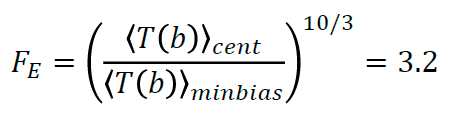 F_E = (⟨T(b)⟩_cent / ⟨T(b)⟩_minbias)^{10/3} = 3.2